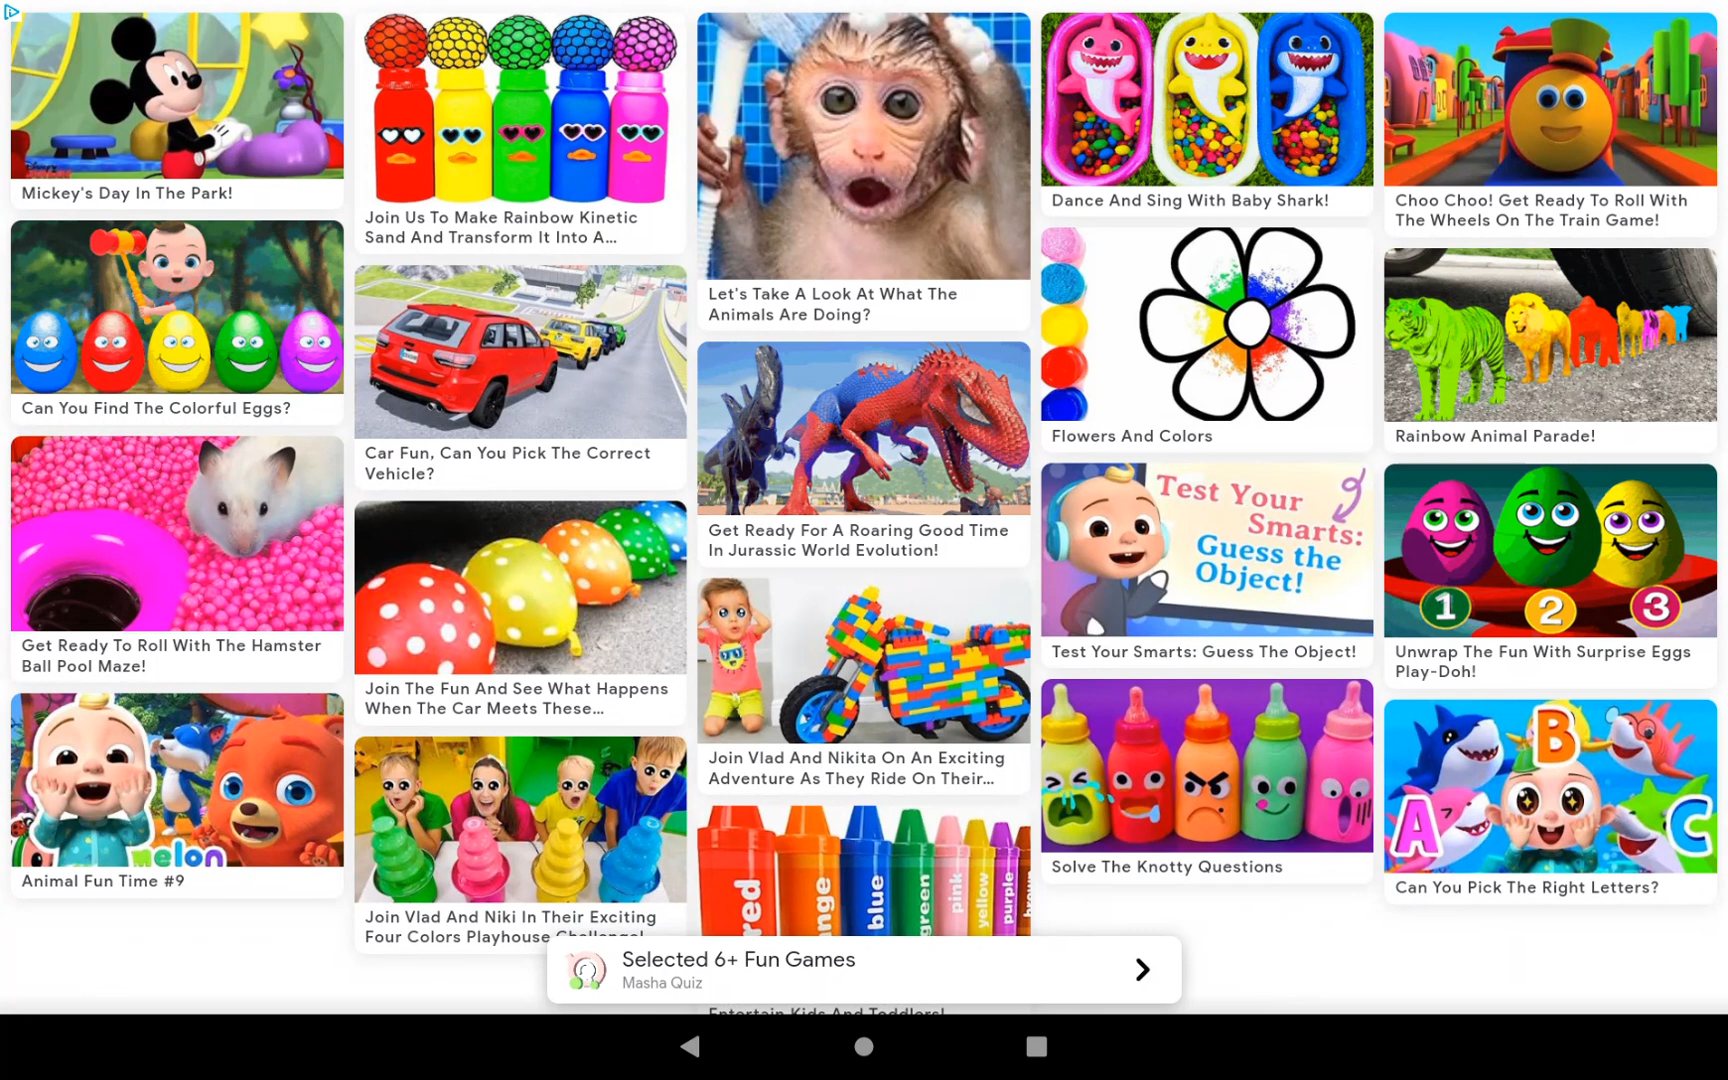 Mickey's Day In The Park!
Can You Find The Colorful Eggs?
Get Ready To Roll With The Hamster
Ball Pool Maze!
melon
Animal Fun Time #9
Join Us To Make Rainbow Kinetic
Sand And Transform It Into A...
Car Fun, Can You Pick The Correct
Vehicle?
Join The Fun And See What Happens
When The Car Meets These...
Join Vlad And Niki In Their Exciting
Four Colors Playhouse Challenge!
Let's Take A Look At What The
Animals Are Doing?
Get Ready For A Roaring Good Time
In Jurassic World Evolution!
Join Vlad And Nikita On An Exciting
Adventure As They Ride On Their...
red
ange
blue
green
pink
yellow
purple
Entertain Kids And Toddlers!
Dance And Sing With Baby Shark!
Flowers And Colors
Test Your
Smarts:
Guess the
Object!
Test Your Smarts: Guess The Object!
Solve The Knotty Questions
Choo Choo! Get Ready To Roll With
The Wheels On The Train Game!
Rainbow Animal Parade!
1 2 3
Unwrap The Fun With Surprise Eggs
Play-Doh!
A B C
Can You Pick The Right Letters?
Selected 6+ Fun Games
Masha Quiz